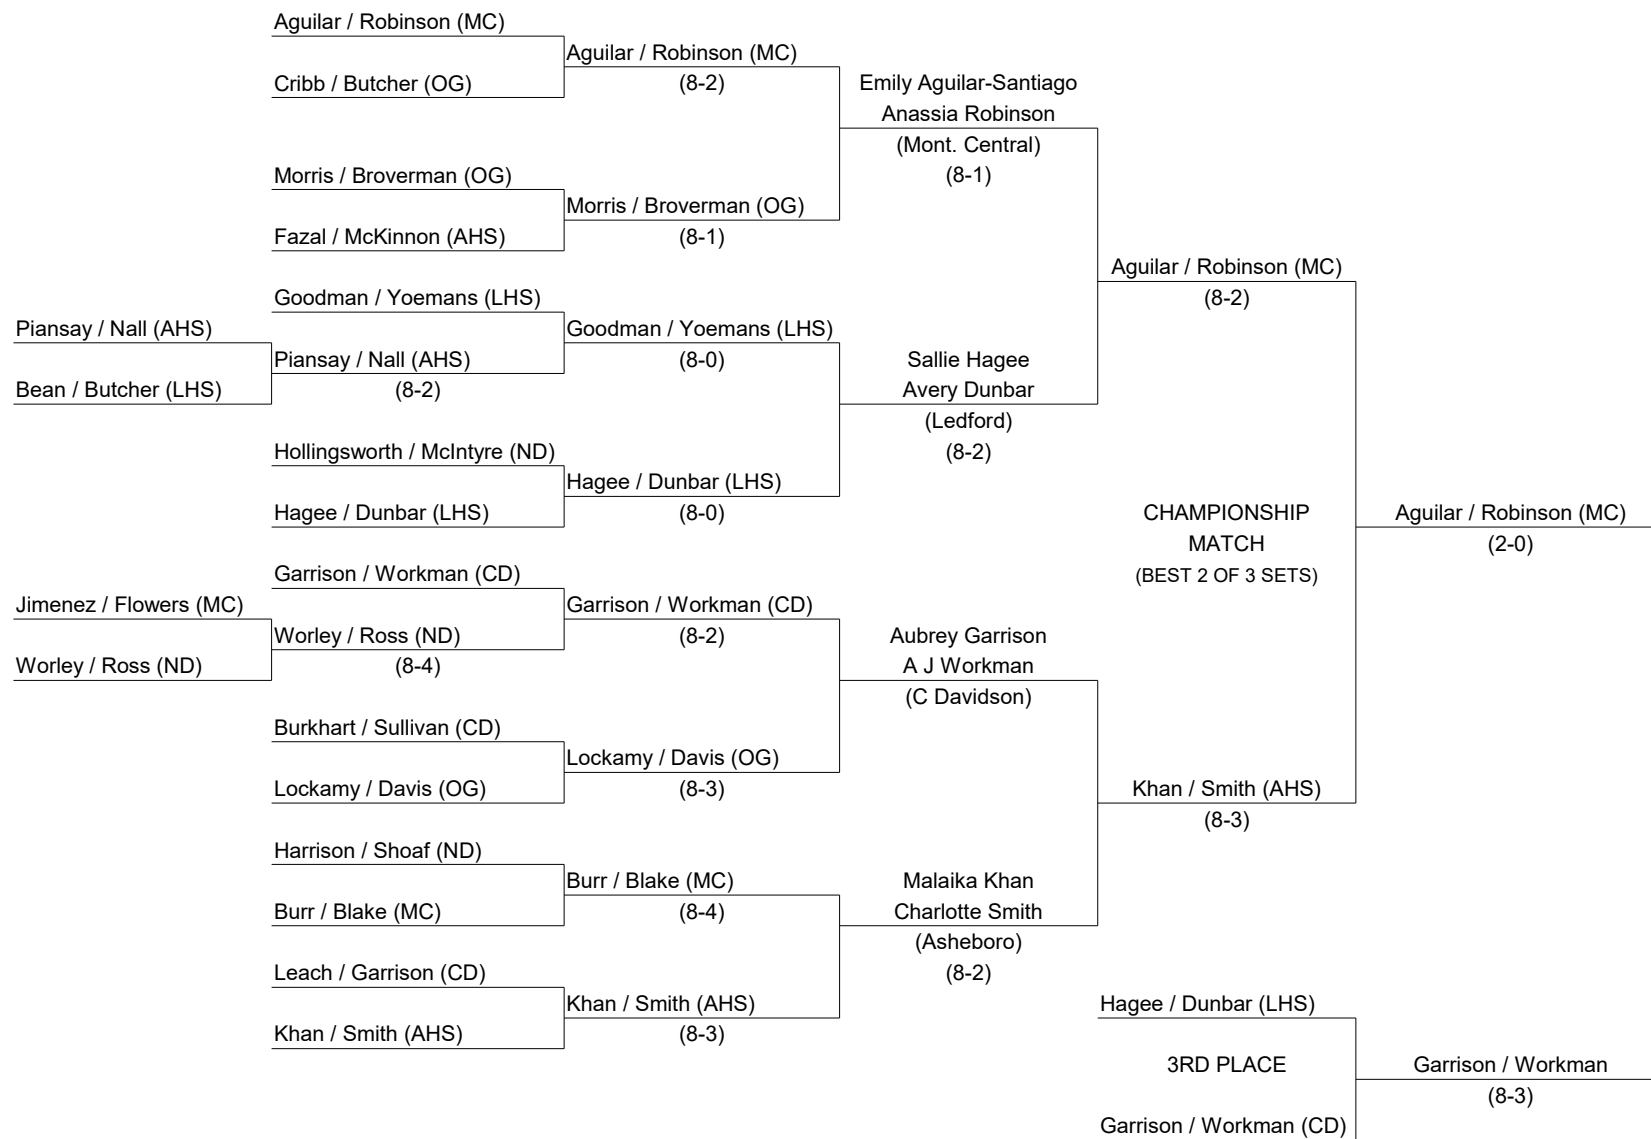 Aguilar / Robinson (MC)
Aguilar / Robinson (MC)
Cribb / Butcher (OG)
(8-2)
Emily Aguilar-Santiago
Anassia Robinson
(Mont. Central)
Morris / Broverman (OG)
(8-1)
Morris / Broverman (OG)
Fazal / McKinnon (AHS)
(8-1)
Aguilar / Robinson (MC)
Goodman / Yoemans (LHS)
(8-2)
Piansay / Nall (AHS)
Goodman / Yoemans (LHS)
Piansay / Nall (AHS)
(8-0)
Sallie Hagee
Bean / Butcher (LHS)
(8-2)
Avery Dunbar
(Ledford)
Hollingsworth / McIntyre (ND)
(8-2)
Hagee / Dunbar (LHS)
Hagee / Dunbar (LHS)
(8-0)
CHAMPIONSHIP
Aguilar / Robinson (MC)
MATCH
(2-0)
Garrison / Workman (CD)
(BEST 2 OF 3 SETS)
Jimenez / Flowers (MC)
Garrison / Workman (CD)
Worley / Ross (ND)
(8-2)
Aubrey Garrison
Worley / Ross (ND)
(8-4)
A J Workman
(C Davidson)
Burkhart / Sullivan (CD)
Lockamy / Davis (OG)
Lockamy / Davis (OG)
(8-3)
Khan / Smith (AHS)
(8-3)
Harrison / Shoaf (ND)
Burr / Blake (MC)
Malaika Khan
Burr / Blake (MC)
(8-4)
Charlotte Smith
(Asheboro)
Leach / Garrison (CD)
(8-2)
Khan / Smith (AHS)
Hagee / Dunbar (LHS)
Khan / Smith (AHS)
(8-3)
3RD PLACE
Garrison / Workman
(8-3)
Garrison / Workman (CD)